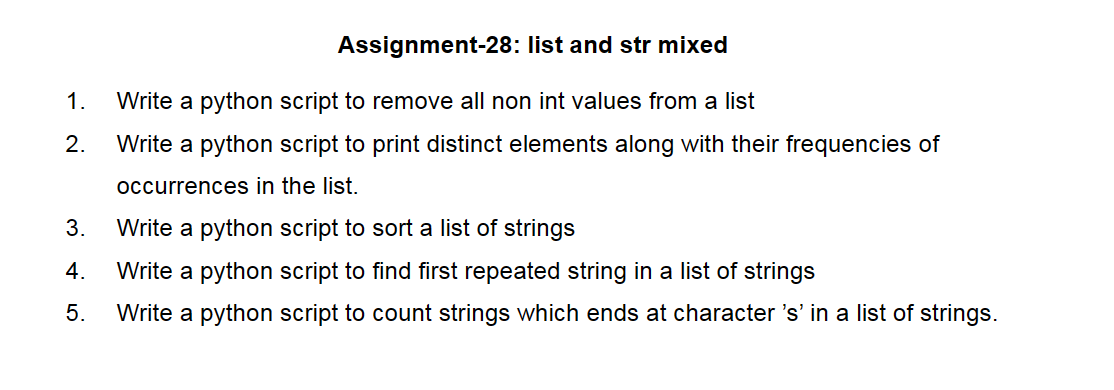 Assignment-28: list and str mixed
1. Write a python script to remove all non int values from a list
2. Write a python script to print distinct elements along with their frequencies of
occurrences in the list.
3. Write a python script to sort a list of strings
4. Write a python script to find first repeated string in a list of strings
5. Write a python script to count strings which ends at character ’s’ in a list of strings.